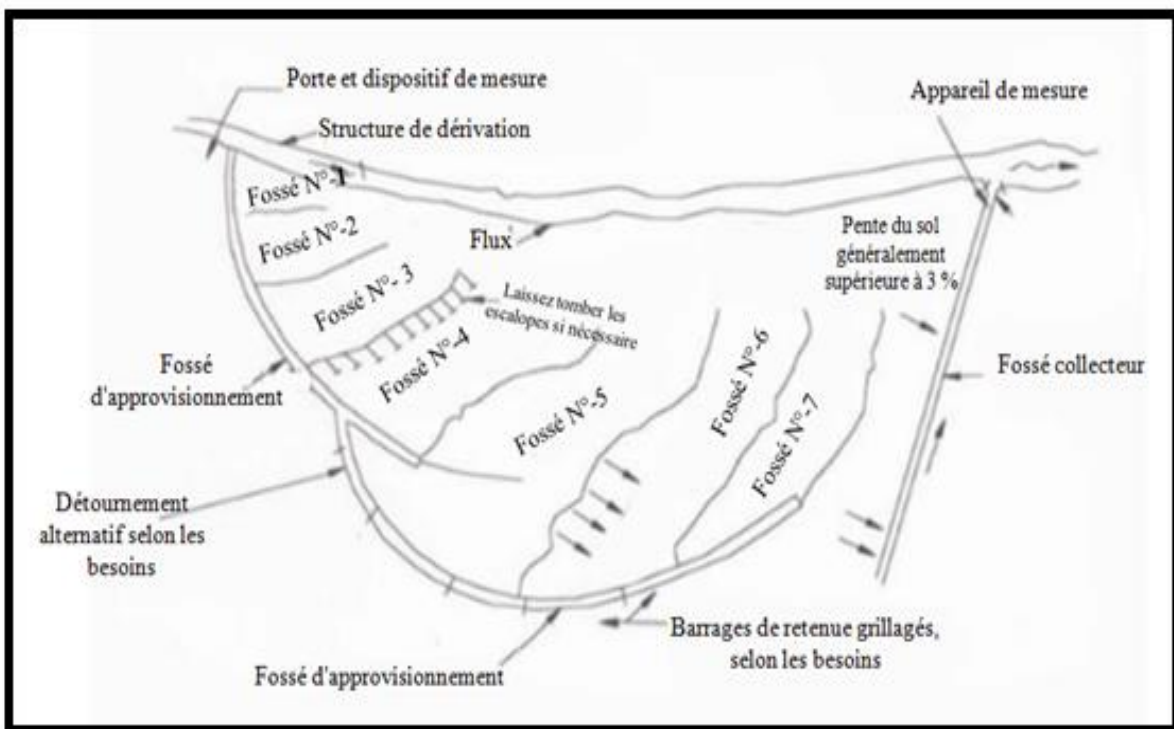 Porte et dispositif de mesure
Appareil de mesure
Structure de dérivation
Fossé N°-1
Fossé N°-2
Flux
Pente du sol
généralement
supérieure à 3 %
Fossé N°- 3
Laissez tomber les
escalopes si nécessaire
Fossé N°-4
Fossé N°-6
Fossé
d'approvisionnement
Fossé collecteur
Fossé N°-5
Fossé N°-7
Détournement
alternatif selon les
besoins
Barrages de retenue grillagés,
selon les besoins
Fossé d'approvisionnement